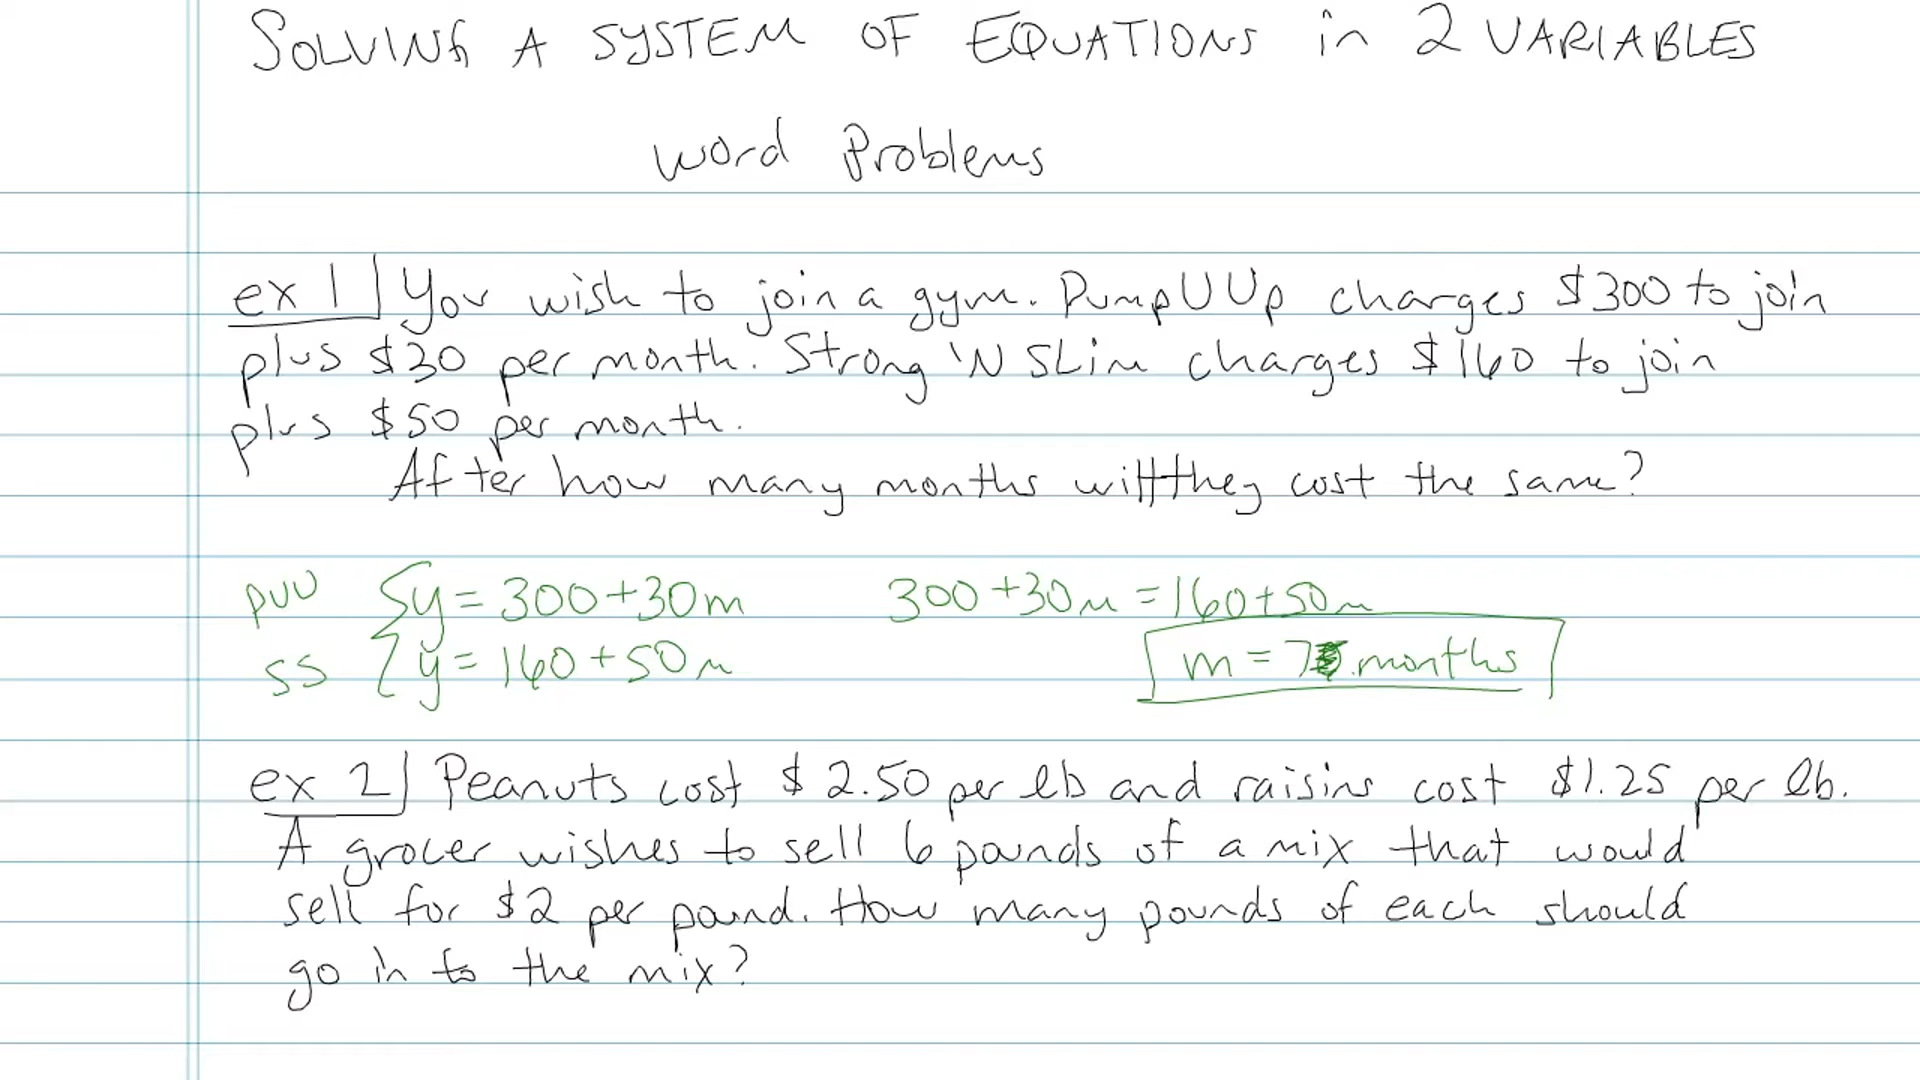 SOLVING A SYSTEM OF EQUATIONS in 2 VARIABLES
Word Problems
ex 1) You wish to join a gym. PumpUUp charges $300 to join
plus $30 per month. Strong 'N SLim charges $160 to join
plus $50 per month.
After how many months will they cost the same?
PUU y = 300 + 30m 300 + 30m = 160 + 50m
SS y = 160 + 50m m = 7 months
ex 2) Peanuts cost $2.50 per lb and raisins cost $1.25 per lb.
A grocer wishes to sell 6 pounds of a mix that would
sell for $2 per pound. How many pounds of each should
go in to the mix?